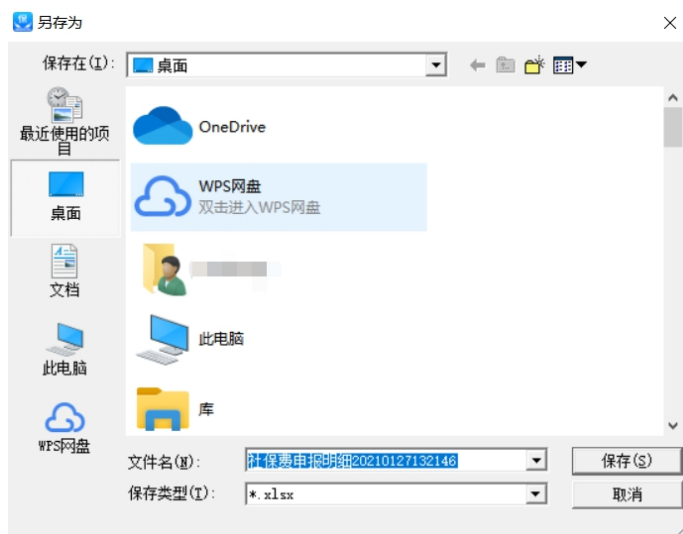 另存为
保存在(I):
桌面
最近使用的项
目
桌面
文档
此电脑
WPS网盘
OneDrive
WPS网盘
双击进入WPS网盘
此电脑
库
文件名(N):
社保费申报明细20210127132146
保存(S)
保存类型(T):
*.xlsx
取消